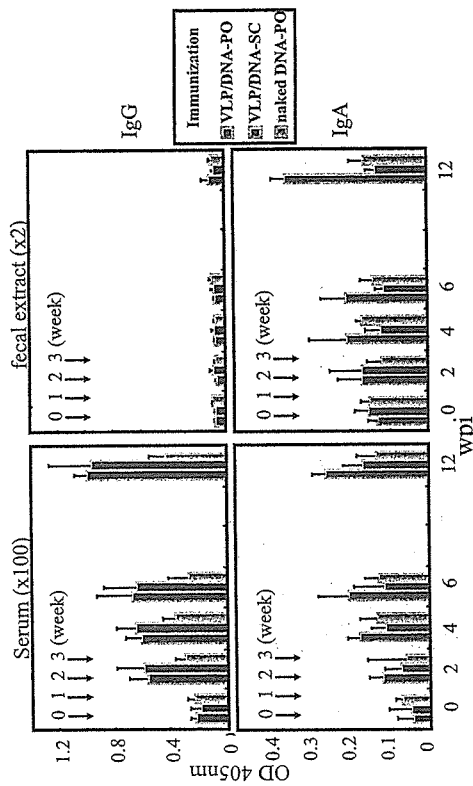 Serum (x100)
fecal extract (x2)
0 1 2 3 (week)
0 1 2 3 (week)
IgG
1.2
0.8
0.4
0
Immunization
VLP/DNA-PO
VLP/DNA-SC
naked DNA-PO
0 1 2 3 (week)
0 1 2 3 (week)
IgA
0.4
0.3
0.2
0.1
0
OD 405nm
0 2 4 6 12
0 2 4 6 12
wpi